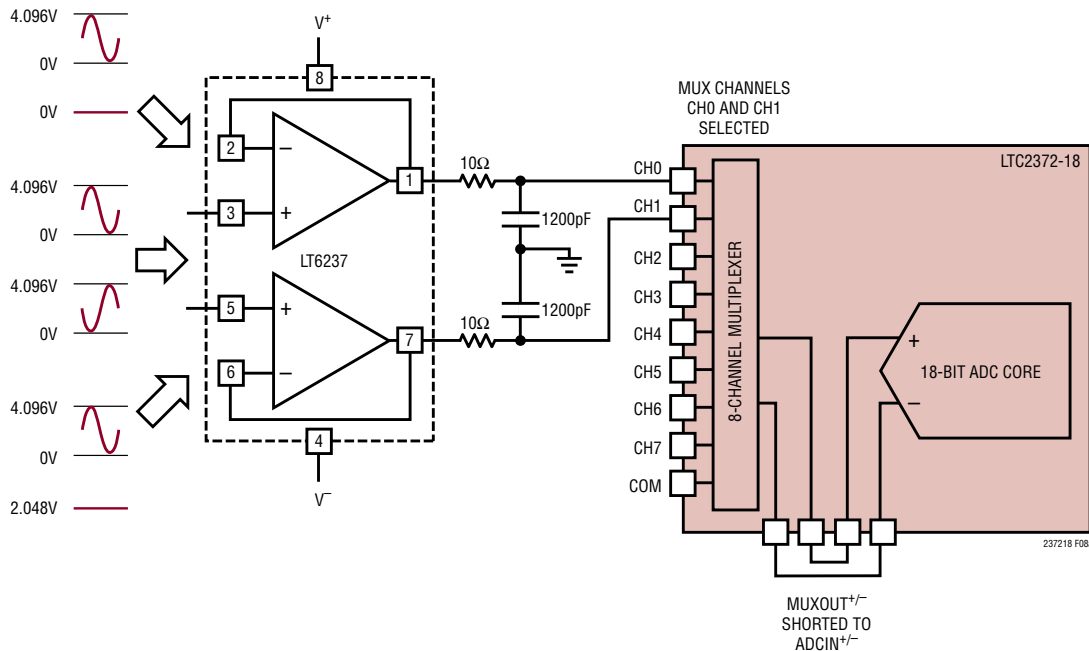 4.096V
0V
0V
4.096V
0V
4.096V
0V
4.096V
0V
2.048V
V+
8
2
−
3
+
1
LT6237
5
+
6
−
7
4
V−
10Ω
1200pF
1200pF
10Ω
MUX CHANNELS
CH0 AND CH1
SELECTED
LTC2372-18
CH0
CH1
CH2
CH3
CH4
CH5
CH6
CH7
COM
8-CHANNEL MULTIPLEXER
+
18-BIT ADC CORE
−
237218 F08
MUXOUT+/–
SHORTED TO
ADCIN+/–